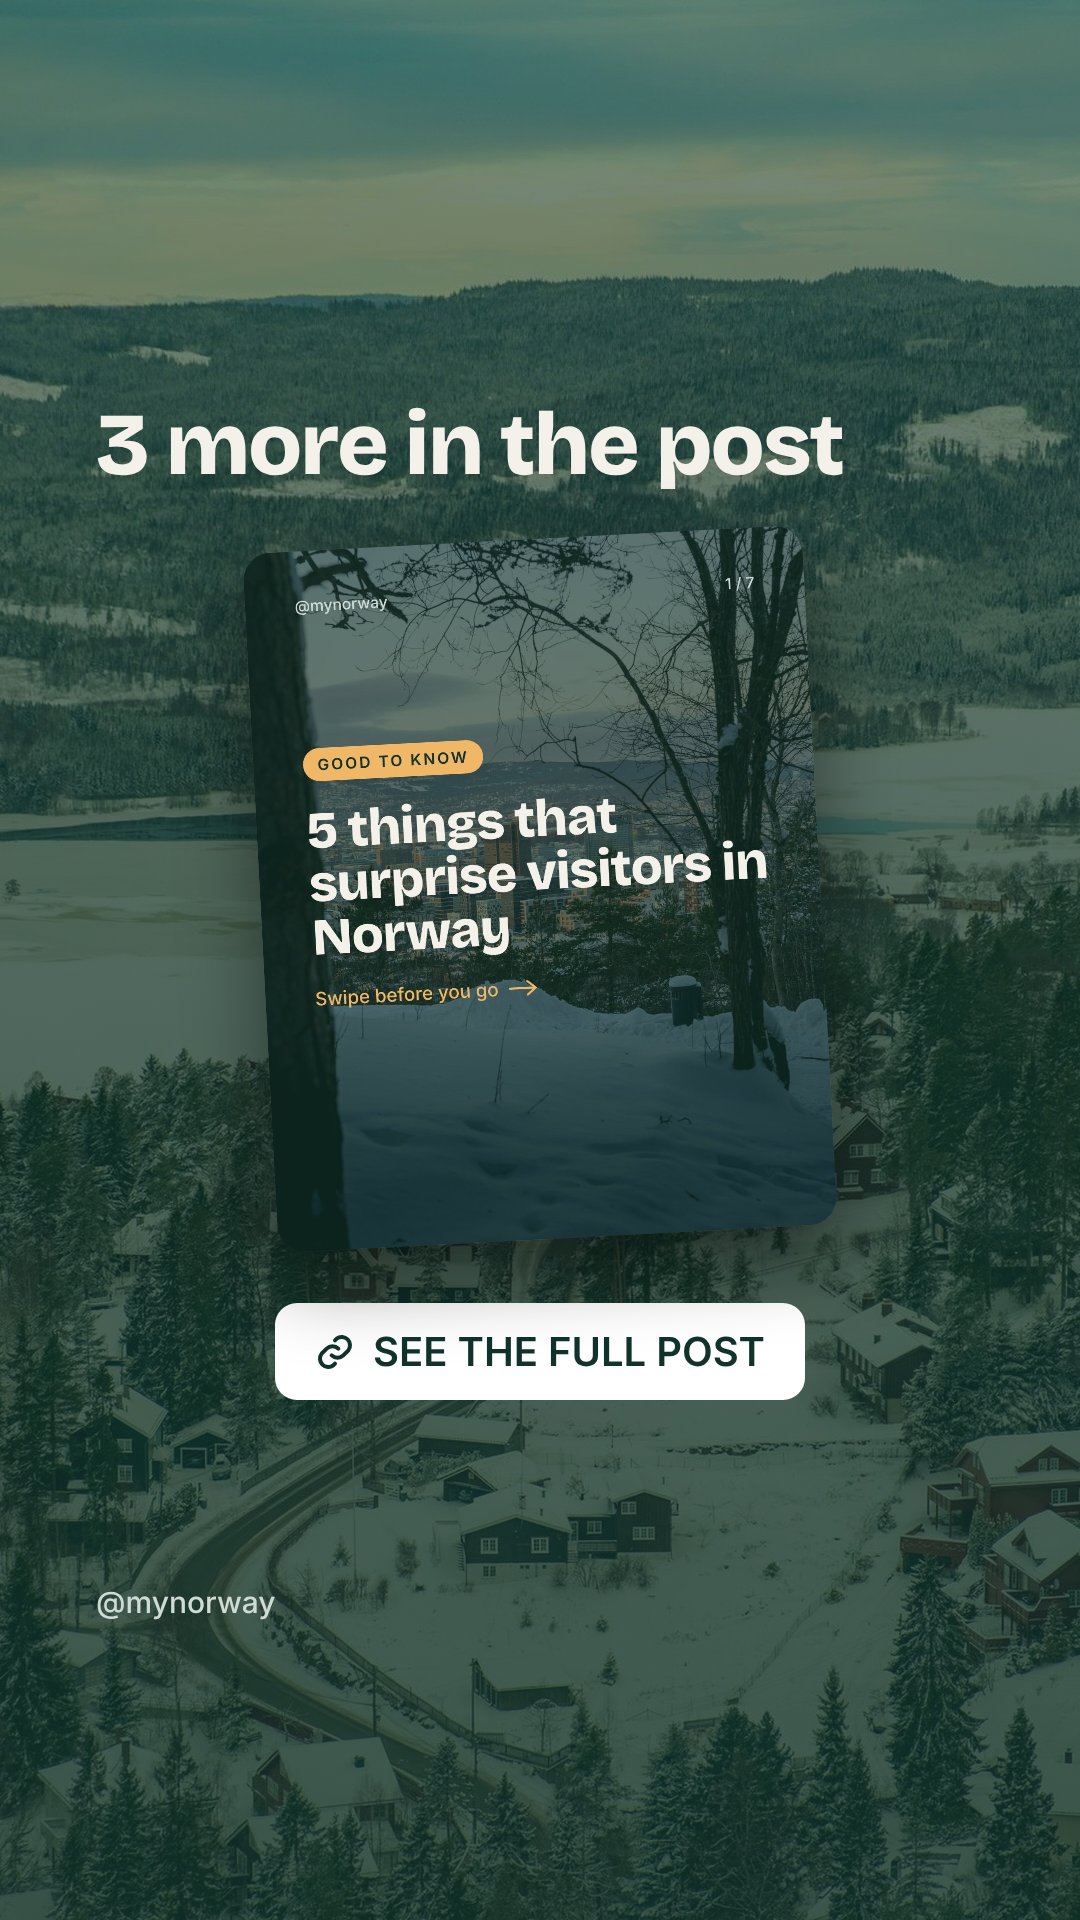 3 more in the post
@mynorway
1 / 7
GOOD TO KNOW
5 things that
surprise visitors in
Norway
Swipe before you go →
SEE THE FULL POST
@mynorway